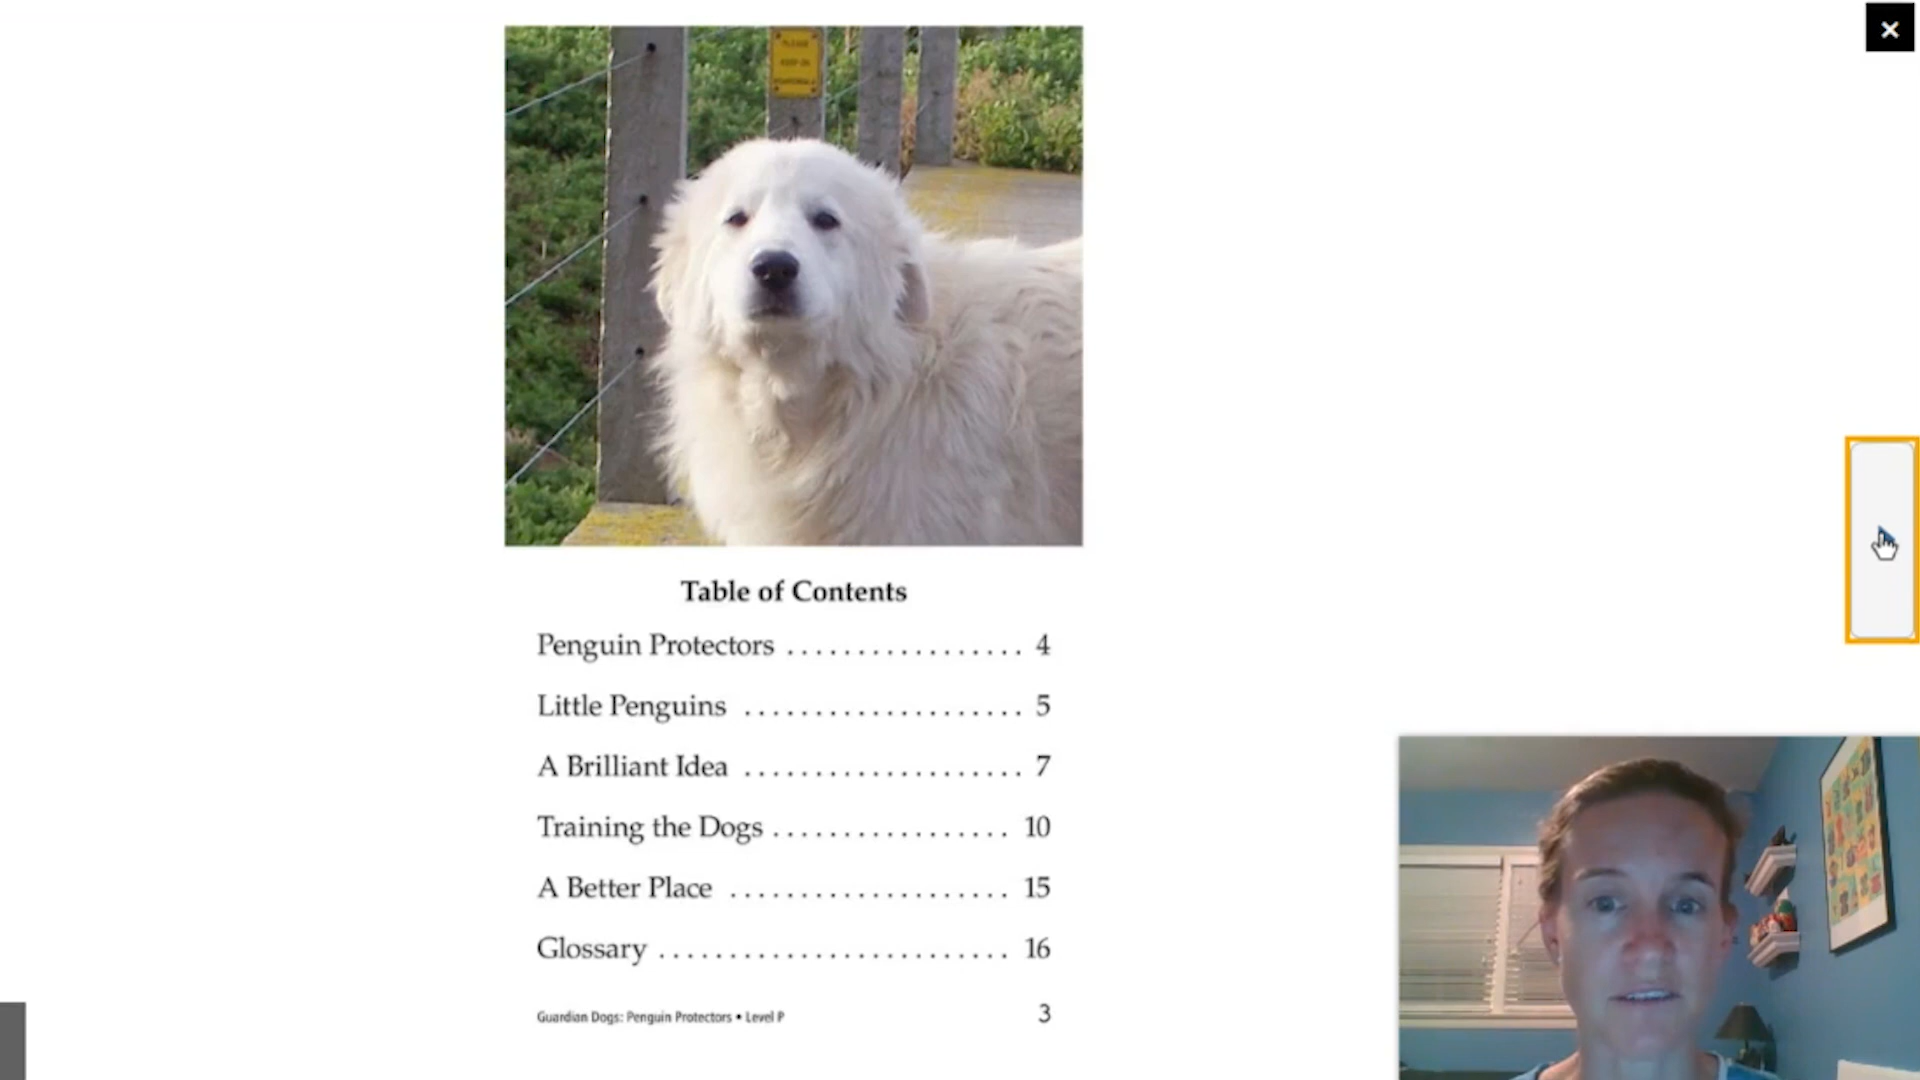 Table of Contents
Penguin Protectors ................. 4
Little Penguins .................... 5
A Brilliant Idea .................... 7
Training the Dogs ................. 10
A Better Place .................... 15
Glossary ......................... 16
Guardian Dogs: Penguin Protectors • Level P
3